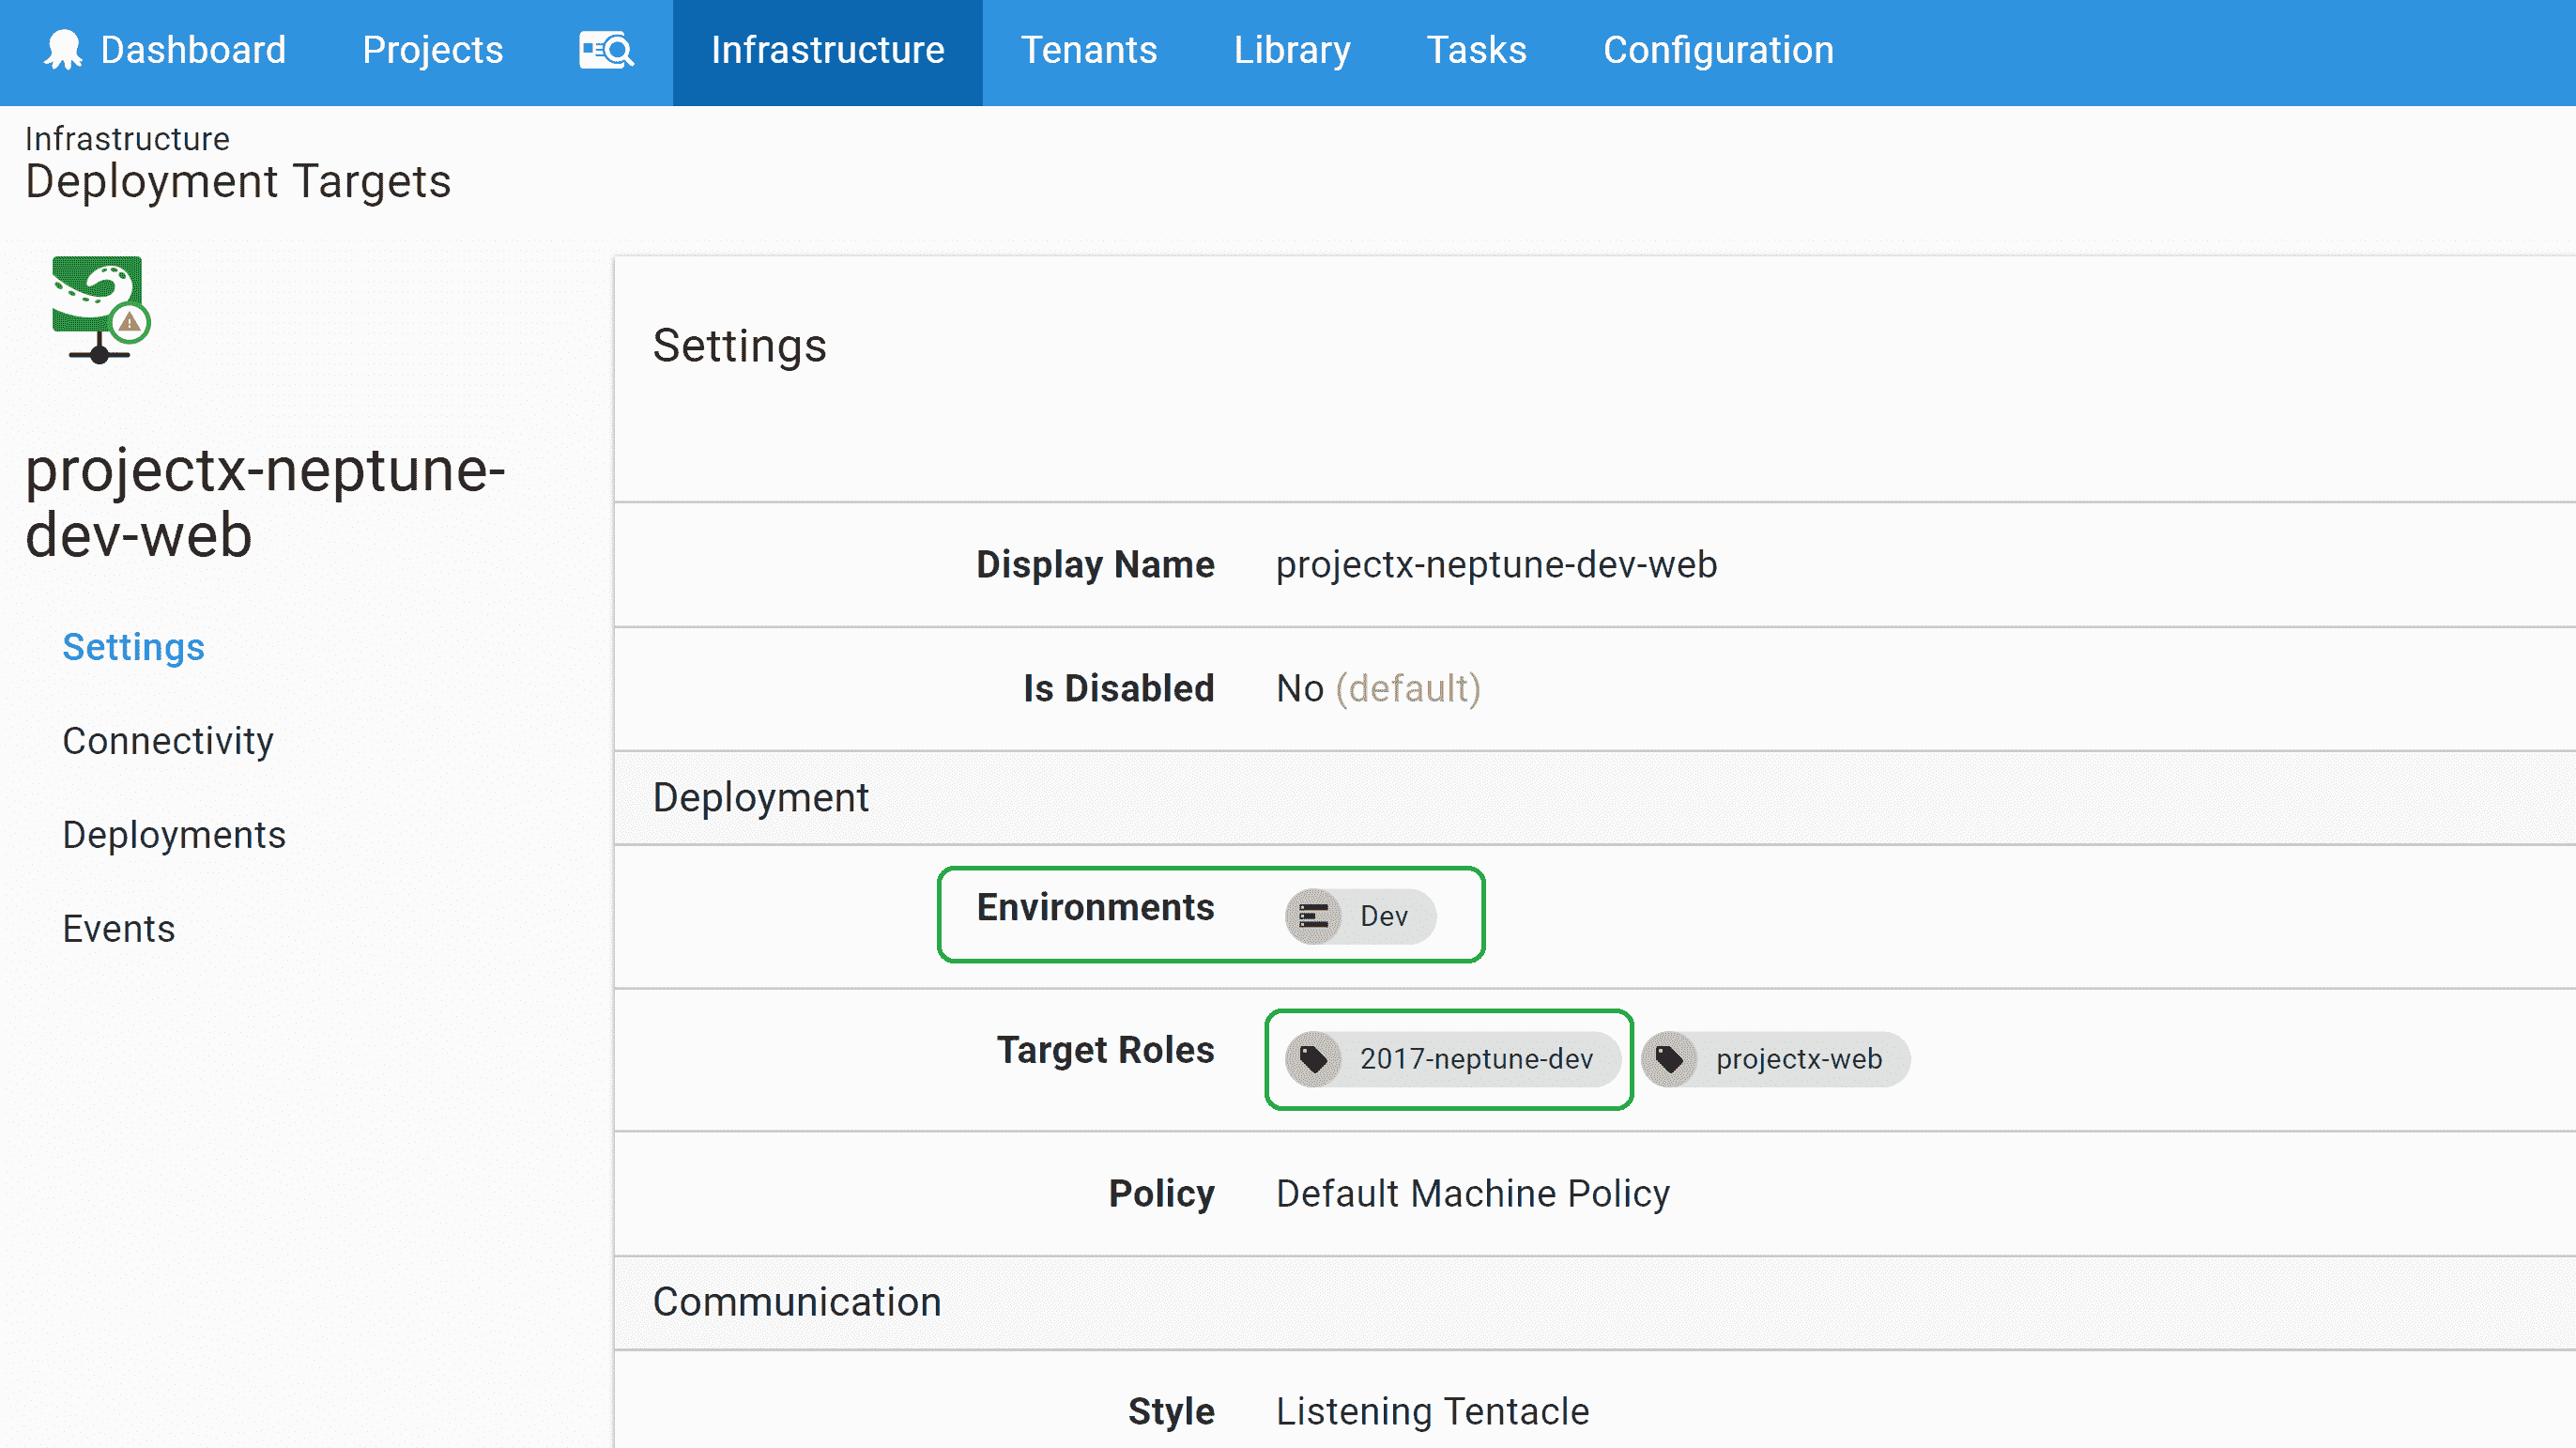 Dashboard Projects Infrastructure Tenants Library Tasks Configuration
Infrastructure
Deployment Targets
projectx-neptune-
dev-web
Settings
Connectivity
Deployments
Events
Settings
Display Name projectx-neptune-dev-web
Is Disabled No (default)
Deployment
Environments Dev
Target Roles 2017-neptune-dev projectx-web
Policy Default Machine Policy
Communication
Style Listening Tentacle